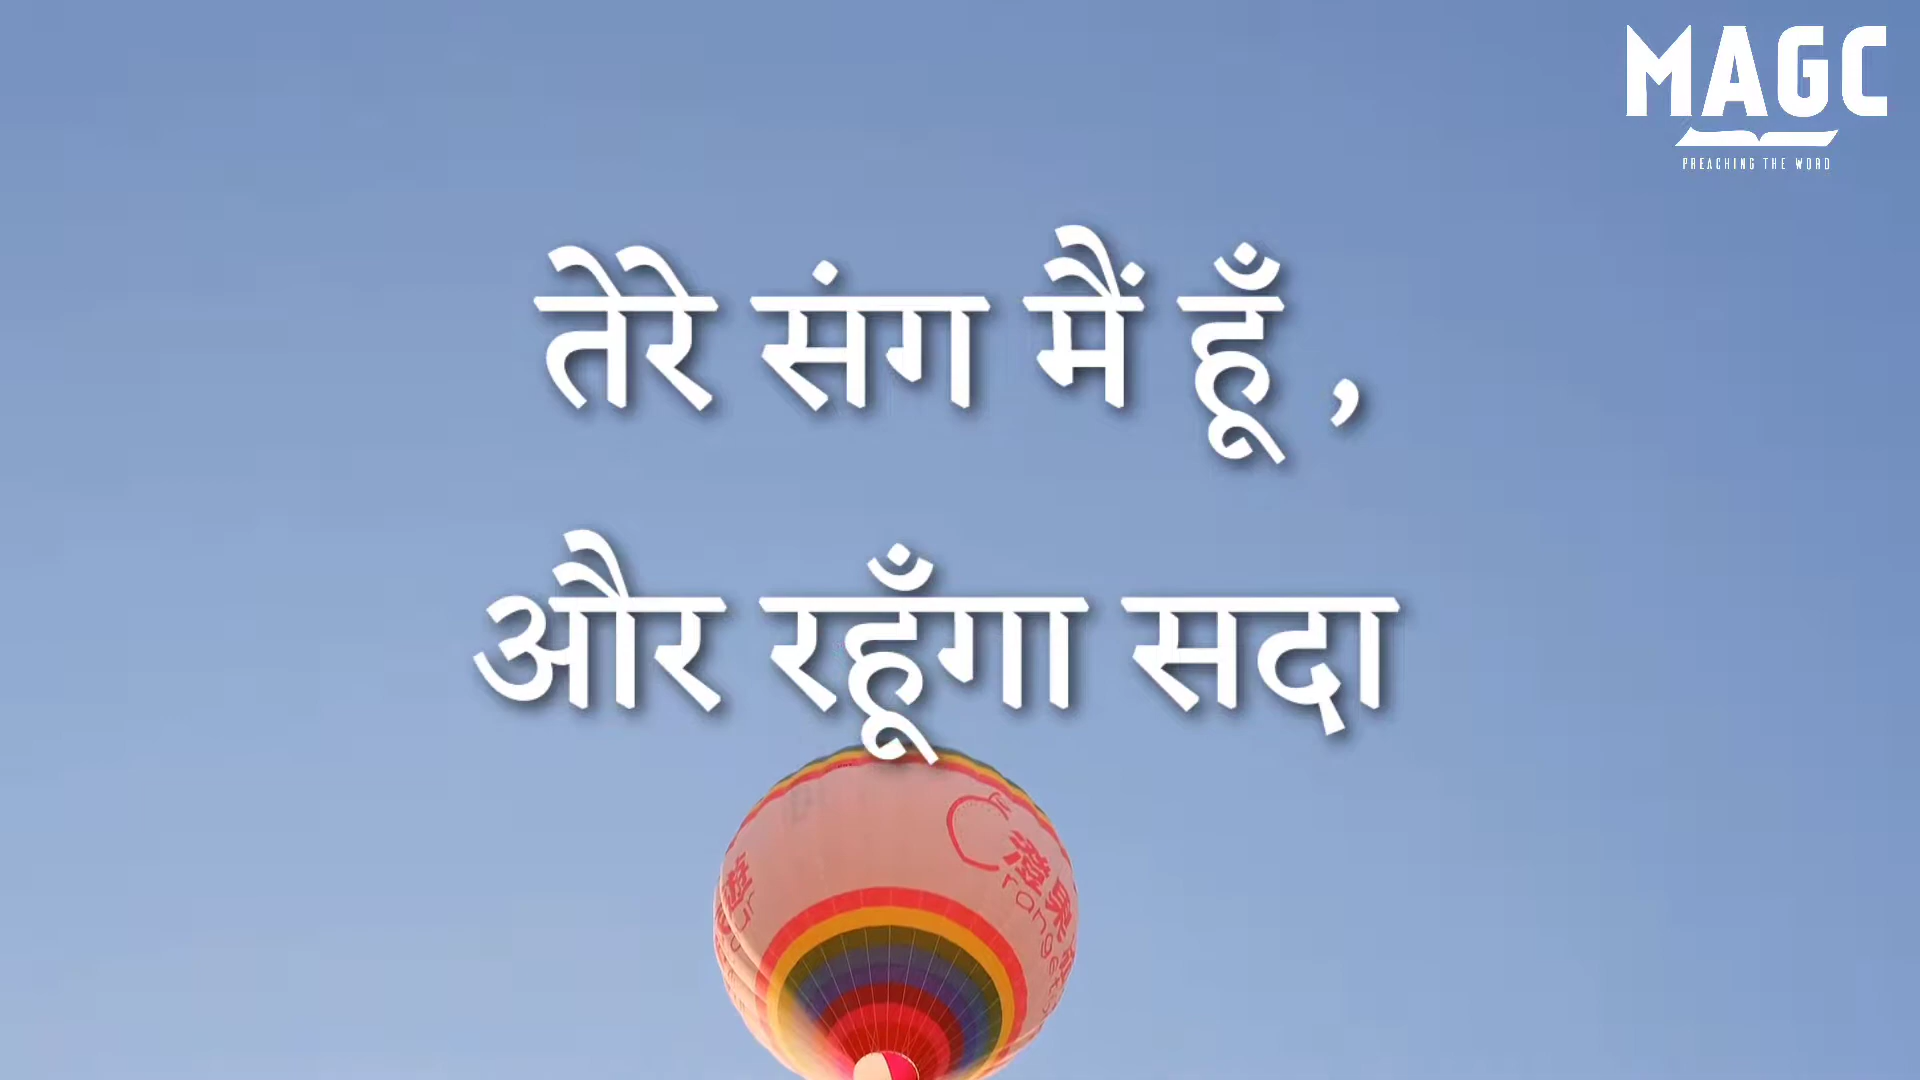 MAGC
PREACHING THE WORD
तेरे संग मैं हूँ ,
और रहूँगा सदा